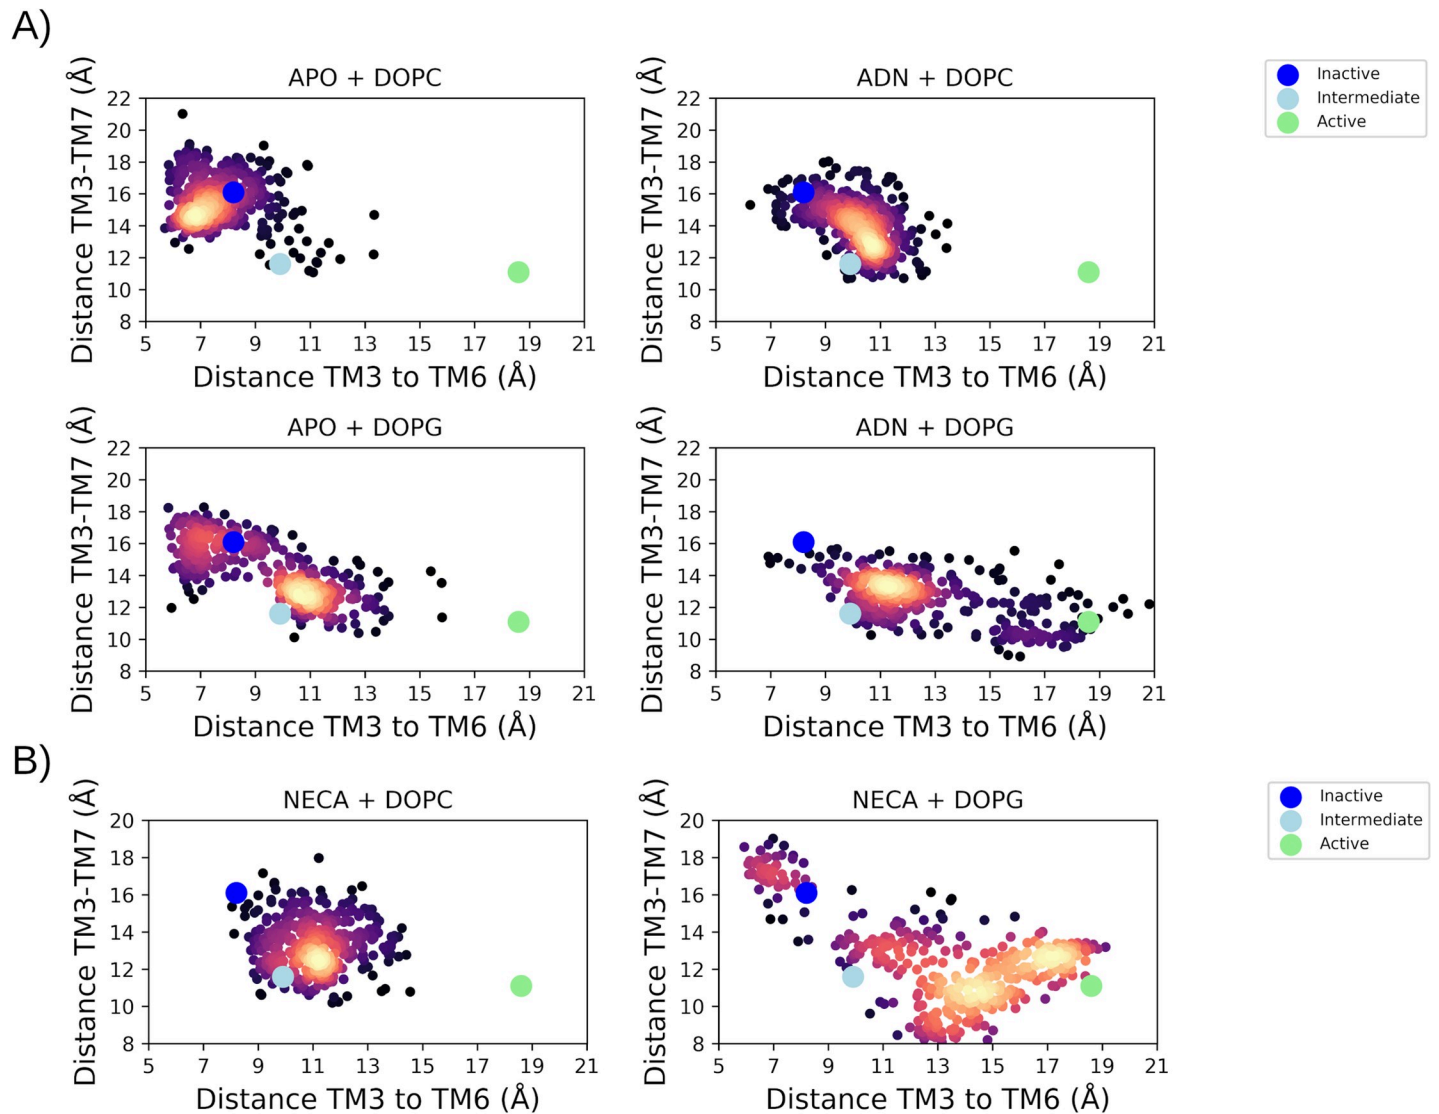 A)
APO + DOPC
Distance TM3-TM7 (Å)
22
20
18
16
14
12
10
8
5 7 9 11 13 15 17 19 21
Distance TM3 to TM6 (Å)
ADN + DOPC
Distance TM3-TM7 (Å)
22
20
18
16
14
12
10
8
5 7 9 11 13 15 17 19 21
Distance TM3 to TM6 (Å)
Inactive
Intermediate
Active
APO + DOPG
Distance TM3-TM7 (Å)
22
20
18
16
14
12
10
8
5 7 9 11 13 15 17 19 21
Distance TM3 to TM6 (Å)
ADN + DOPG
Distance TM3-TM7 (Å)
22
20
18
16
14
12
10
8
5 7 9 11 13 15 17 19 21
Distance TM3 to TM6 (Å)
B)
NECA + DOPC
Distance TM3-TM7 (Å)
20
18
16
14
12
10
8
5 7 9 11 13 15 17 19 21
Distance TM3 to TM6 (Å)
NECA + DOPG
Distance TM3-TM7 (Å)
20
18
16
14
12
10
8
5 7 9 11 13 15 17 19 21
Distance TM3 to TM6 (Å)
Inactive
Intermediate
Active